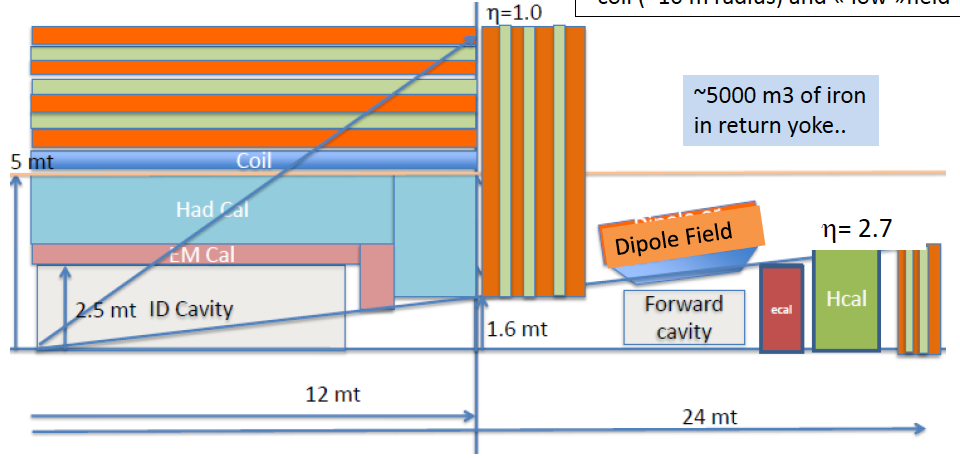 η=1.0
~5000 m3 of iron
in return yoke..
5 mt
Coil
Had Cal
EM Cal
2.5 mt
ID Cavity
1.6 mt
Dipole Field
η= 2.7
Forward
cavity
ecal
Hcal
12 mt
24 mt